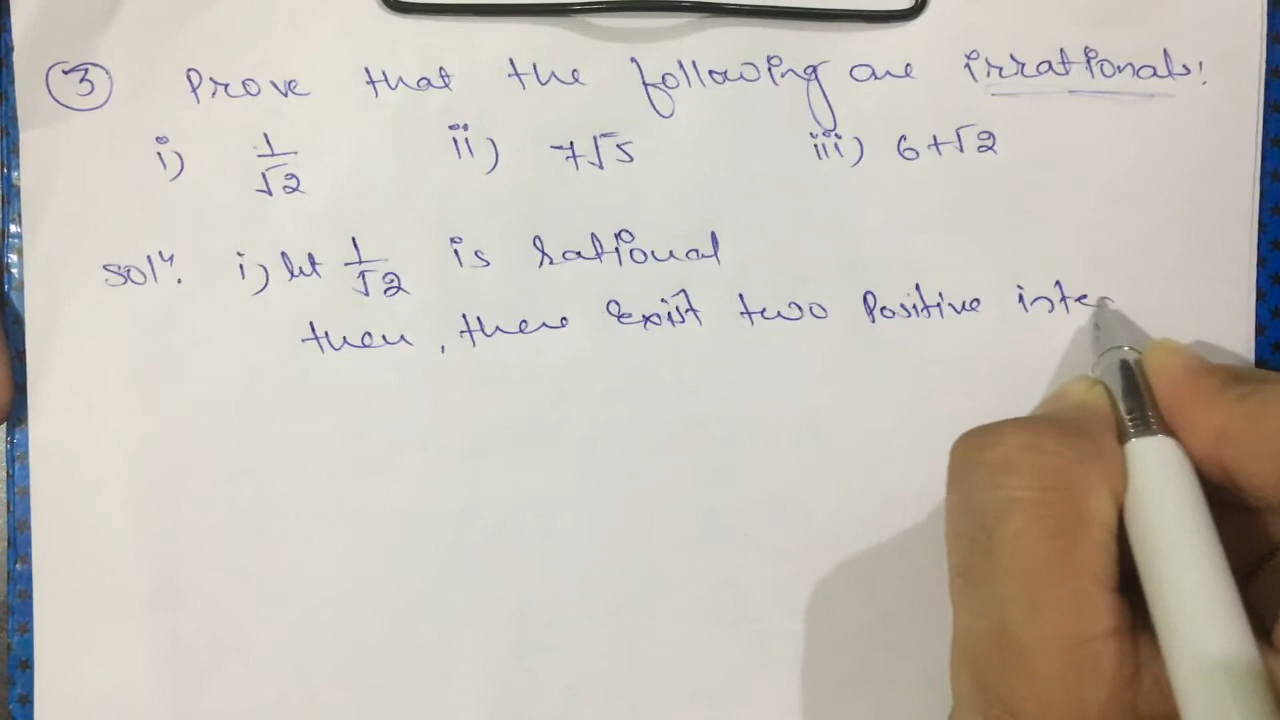 ③ Prove that the following are irrationals:
i) 1/√2 ii) 7√5 iii) 6+√2
Solⁿ. i) let 1/√2 is rational
then, there exist two Positive inte